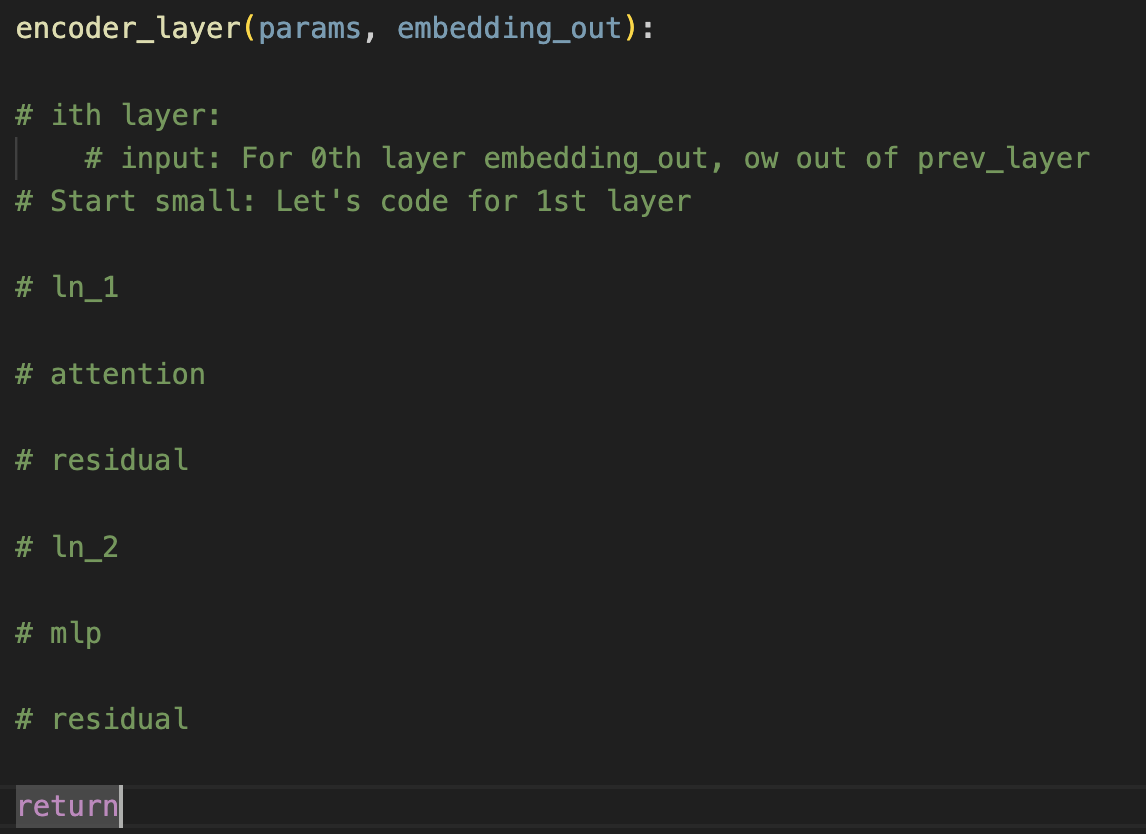 encoder_layer(params, embedding_out):
# ith layer:
# input: For 0th layer embedding_out, ow out of prev_layer
# Start small: Let's code for 1st layer
# ln_1
# attention
# residual
# ln_2
# mlp
# residual
return